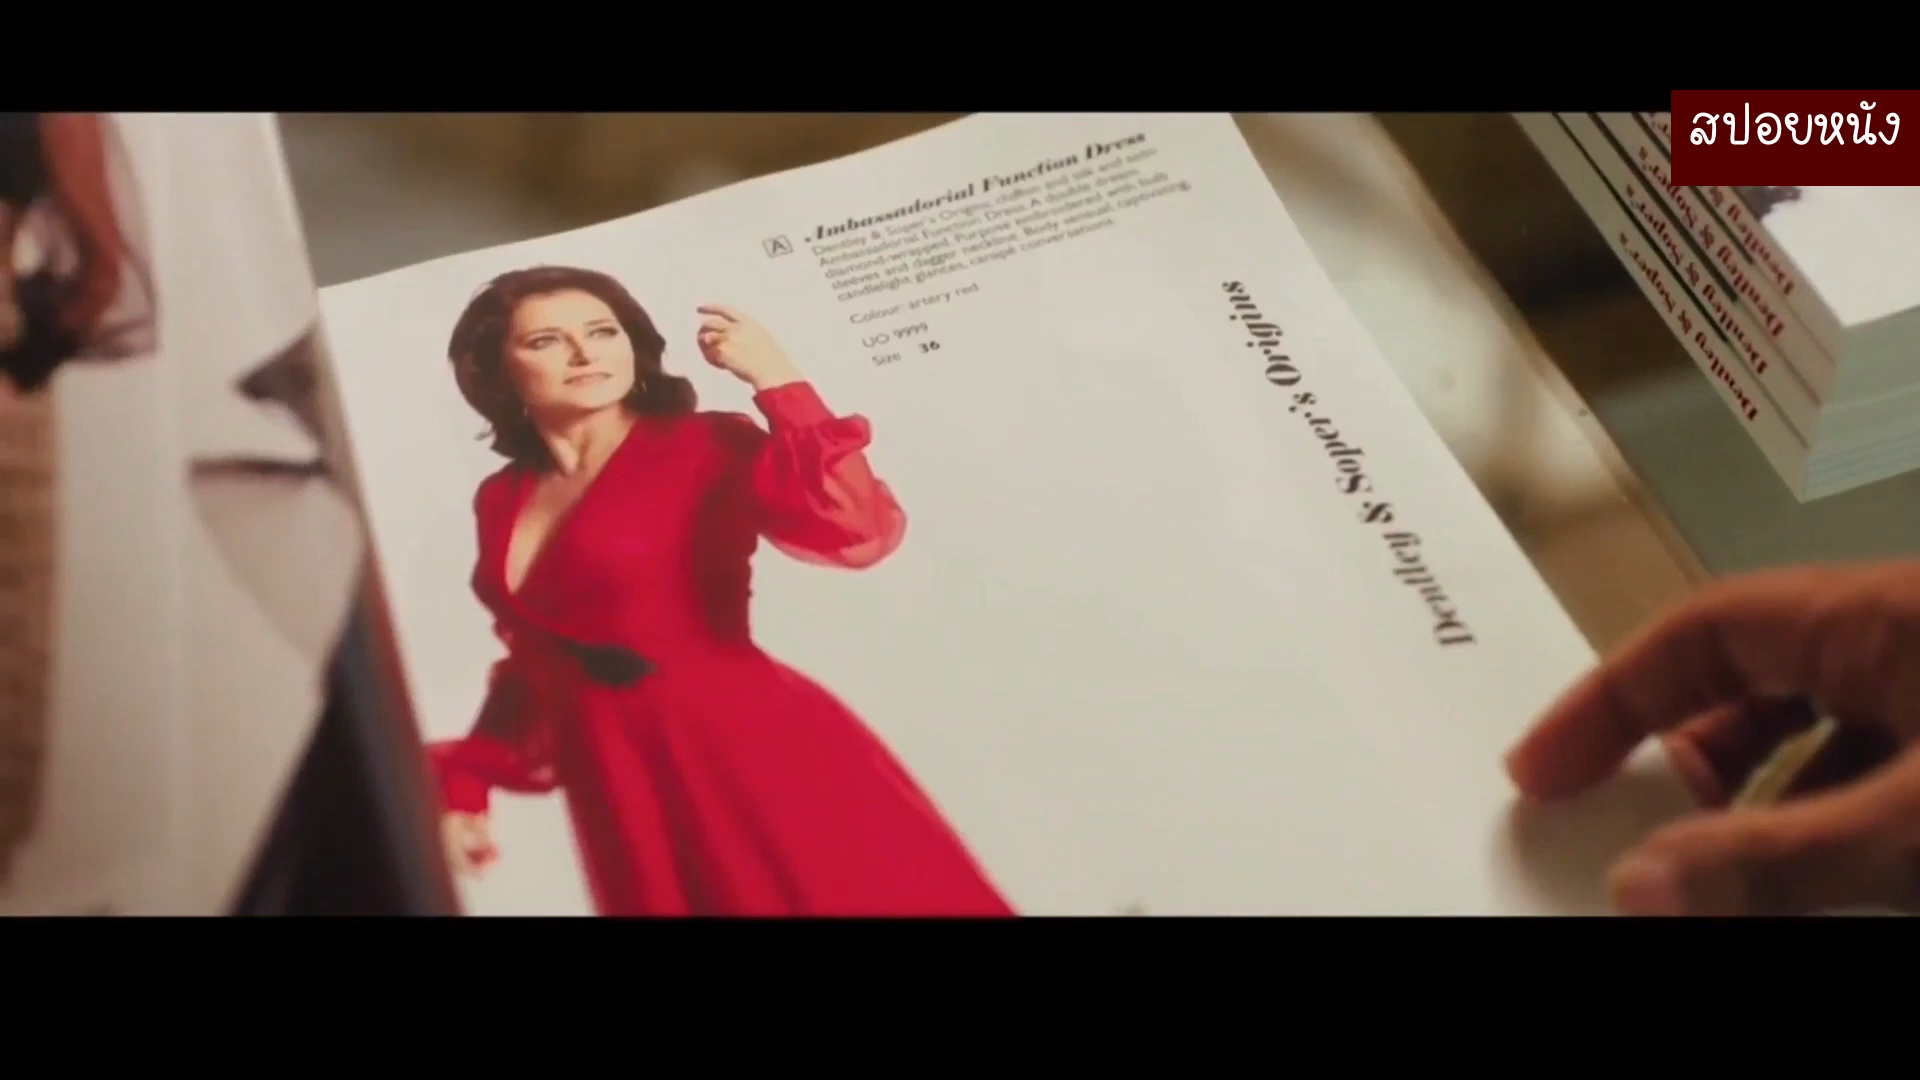 สปอยหนัง
Ambassadorial Function Dress
A
Dentley & Soper's Origins, chiffon and silk and satin
Ambassadorial Function Dress. A double dream,
diamond-wrapped. Purpose embroidered with bulb
sleeves and dagger neckline. Body sensual, captivating,
candlelight glances, canapé conversations.
Colour: artery red
UO 9999
Size 36
Dentley & Soper's Origins
Dentley & Soper's
Dentley & Soper's
Dentley & Soper's
Dentley & Soper's